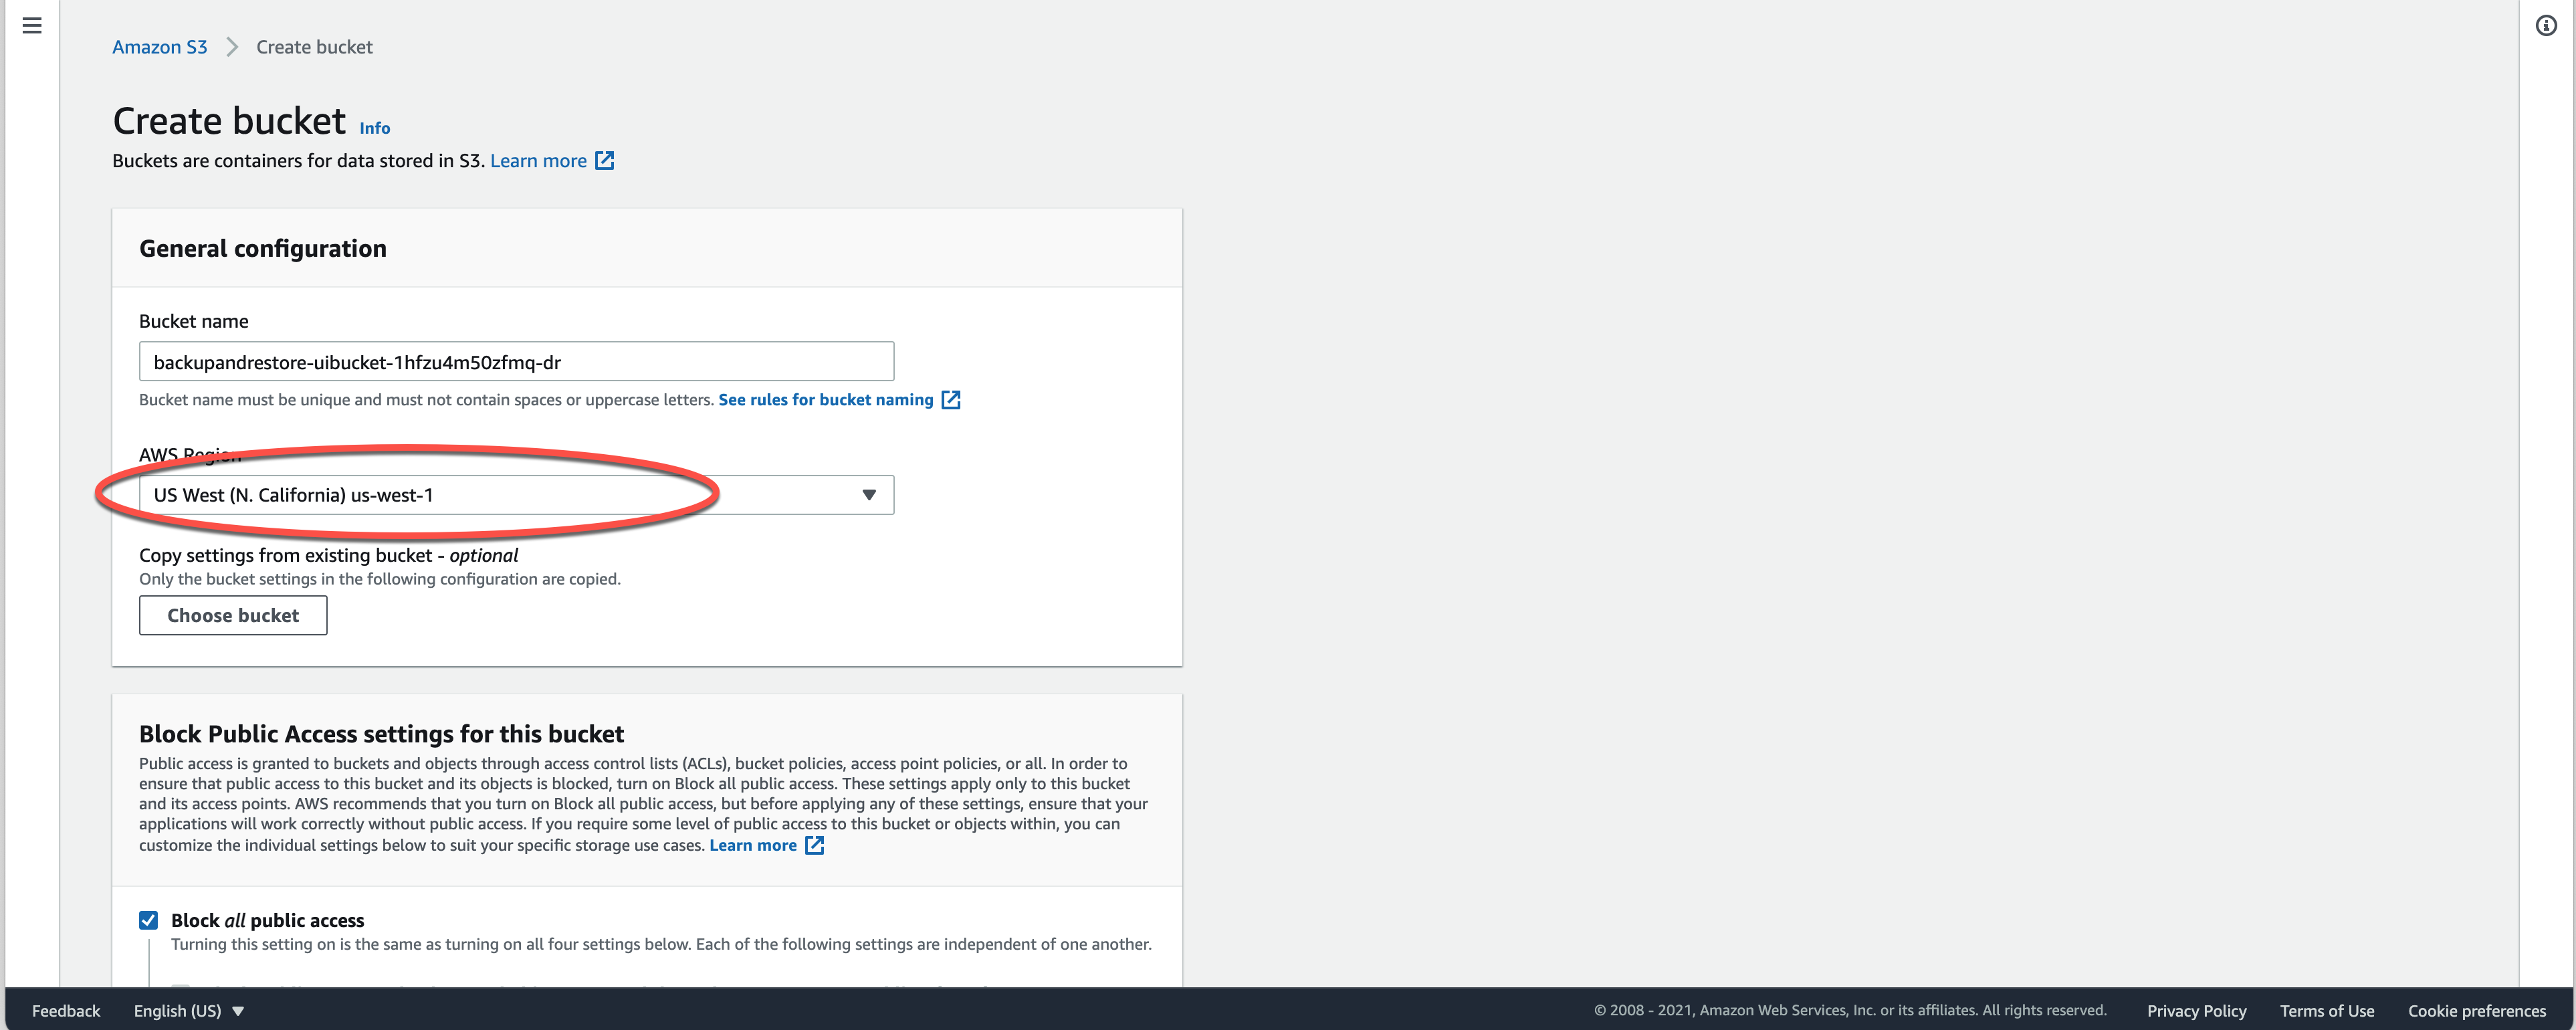 Amazon S3 > Create bucket
Create bucket Info
Buckets are containers for data stored in S3. Learn more
General configuration
Bucket name
backupandrestore-uibucket-1hfzu4m50zfmq-dr
Bucket name must be unique and must not contain spaces or uppercase letters. See rules for bucket naming
AWS Region
US West (N. California) us-west-1
Copy settings from existing bucket - optional
Only the bucket settings in the following configuration are copied.
Choose bucket
Block Public Access settings for this bucket
Public access is granted to buckets and objects through access control lists (ACLs), bucket policies, access point policies, or all. In order to
ensure that public access to this bucket and its objects is blocked, turn on Block all public access. These settings apply only to this bucket
and its access points. AWS recommends that you turn on Block all public access, but before applying any of these settings, ensure that your
applications will work correctly without public access. If you require some level of public access to this bucket or objects within, you can
customize the individual settings below to suit your specific storage use cases. Learn more
Block all public access
Turning this setting on is the same as turning on all four settings below. Each of the following settings are independent of one another.
Feedback English (US) © 2008 - 2021, Amazon Web Services, Inc. or its affiliates. All rights reserved. Privacy Policy Terms of Use Cookie preferences